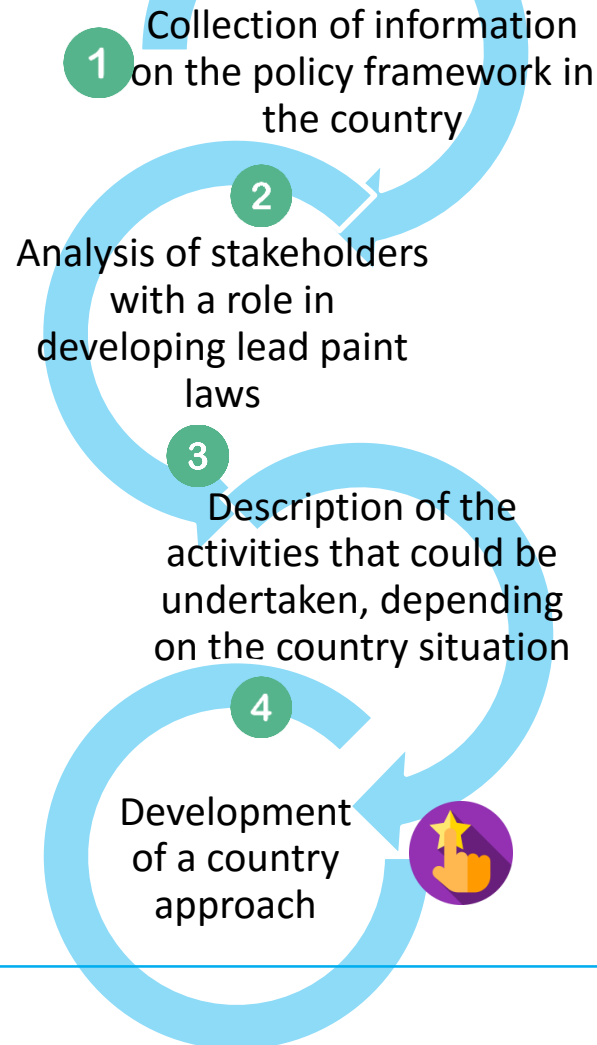 Collection of information
1 on the policy framework in
the country
2
Analysis of stakeholders
with a role in
developing lead paint
laws
3
Description of the
activities that could be
undertaken, depending
on the country situation
4
Development
of a country
approach